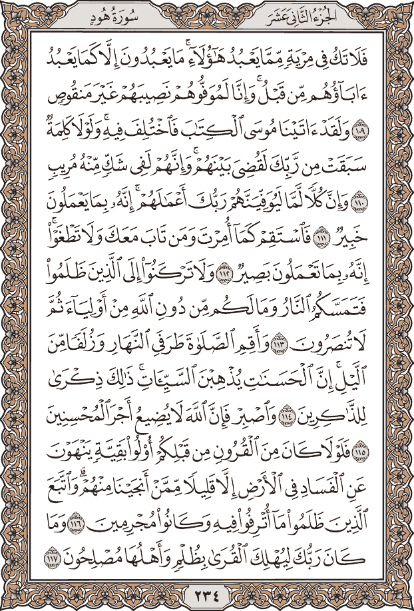 الجزء الثاني عشر
سورة هود
فَلَا تَكُ فِى مِرْيَةٍ مِّمَّا يَعْبُدُ هَٰٓؤُلَآءِ ۚ مَا يَعْبُدُونَ إِلَّا كَمَا يَعْبُدُ
ءَابَآؤُهُم مِّن قَبْلُ ۚ وَإِنَّا لَمُوَفُّوهُمْ نَصِيبَهُمْ غَيْرَ مَنقُوصٍ
١٠٩ وَلَقَدْ ءَاتَيْنَا مُوسَى ٱلْكِتَٰبَ فَٱخْتُلِفَ فِيهِ ۚ وَلَوْلَا كَلِمَةٌ
سَبَقَتْ مِن رَّبِّكَ لَقُضِىَ بَيْنَهُمْ ۚ وَإِنَّهُمْ لَفِى شَكٍّ مِّنْهُ مُرِيبٍ
١١٠ وَإِنَّ كُلًّا لَّمَّا لَيُوَفِّيَنَّهُمْ رَبُّكَ أَعْمَٰلَهُمْ ۚ إِنَّهُۥ بِمَا يَعْمَلُونَ
خَبِيرٌ ١١١ فَٱسْتَقِمْ كَمَآ أُمِرْتَ وَمَن تَابَ مَعَكَ وَلَا تَطْغَوْا۟ ۚ
إِنَّهُۥ بِمَا تَعْمَلُونَ بَصِيرٌ ١١٢ وَلَا تَرْكَنُوٓا۟ إِلَى ٱلَّذِينَ ظَلَمُوا۟
فَتَمَسَّكُمُ ٱلنَّارُ وَمَا لَكُم مِّن دُونِ ٱللَّهِ مِنْ أَوْلِيَآءَ ثُمَّ
لَا تُنصَرُونَ ١١٣ وَأَقِمِ ٱلصَّلَوٰةَ طَرَفَىِ ٱلنَّهَارِ وَزُلَفًا مِّنَ
ٱلَّيْلِ ۚ إِنَّ ٱلْحَسَنَٰتِ يُذْهِبْنَ ٱلسَّيِّـَٔاتِ ۚ ذَٰلِكَ ذِكْرَىٰ
لِلذَّٰكِرِينَ ١١٤ وَٱصْبِرْ فَإِنَّ ٱللَّهَ لَا يُضِيعُ أَجْرَ ٱلْمُحْسِنِينَ
١١٥ فَلَوْلَا كَانَ مِنَ ٱلْقُرُونِ مِن قَبْلِكُمْ أُو۟لُوا۟ بَقِيَّةٍ يَنْهَوْنَ
عَنِ ٱلْفَسَادِ فِى ٱلْأَرْضِ إِلَّا قَلِيلًا مِّمَّنْ أَنجَيْنَا مِنْهُمْ ۗ وَٱتَّبَعَ
ٱلَّذِينَ ظَلَمُوا۟ مَآ أُتْرِفُوا۟ فِيهِ وَكَانُوا۟ مُجْرِمِينَ ١١٦ وَمَا
كَانَ رَبُّكَ لِيُهْلِكَ ٱلْقُرَىٰ بِظُلْمٍ وَأَهْلُهَا مُصْلِحُونَ ١١٧
٢٣٤